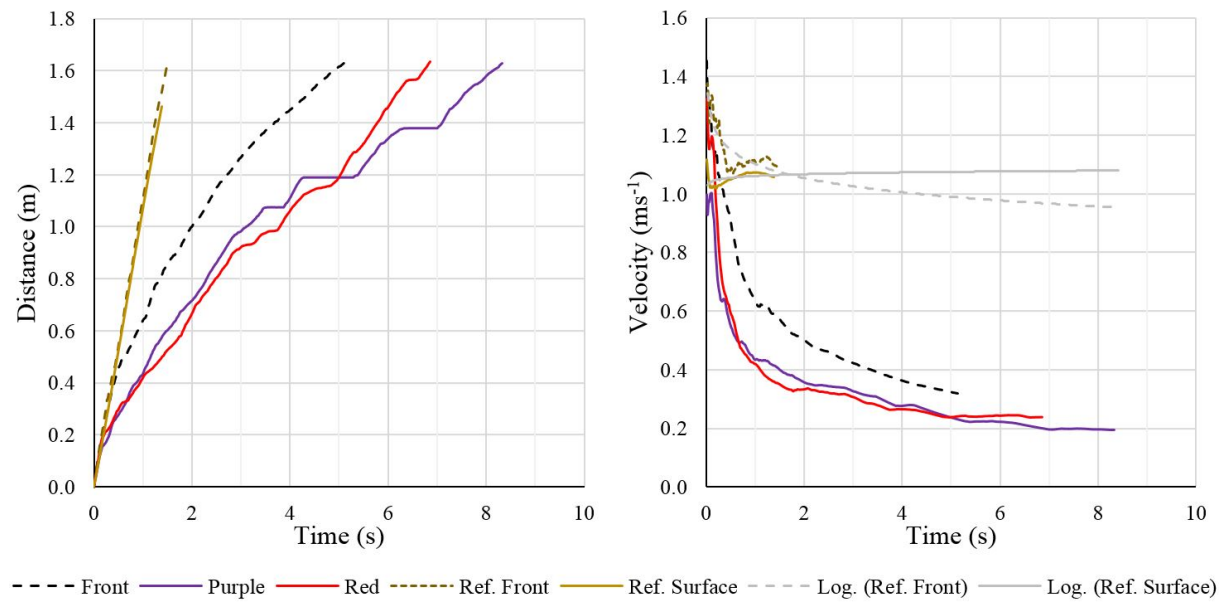 1.8
1.6
1.4
1.2
1.0
0.8
0.6
0.4
0.2
0.0
Distance (m)
0 2 4 6 8 10
Time (s)
1.6
1.4
1.2
1.0
0.8
0.6
0.4
0.2
0.0
Velocity (ms⁻¹)
0 2 4 6 8 10
Time (s)
Front Purple Red Ref. Front Ref. Surface Log. (Ref. Front) Log. (Ref. Surface)